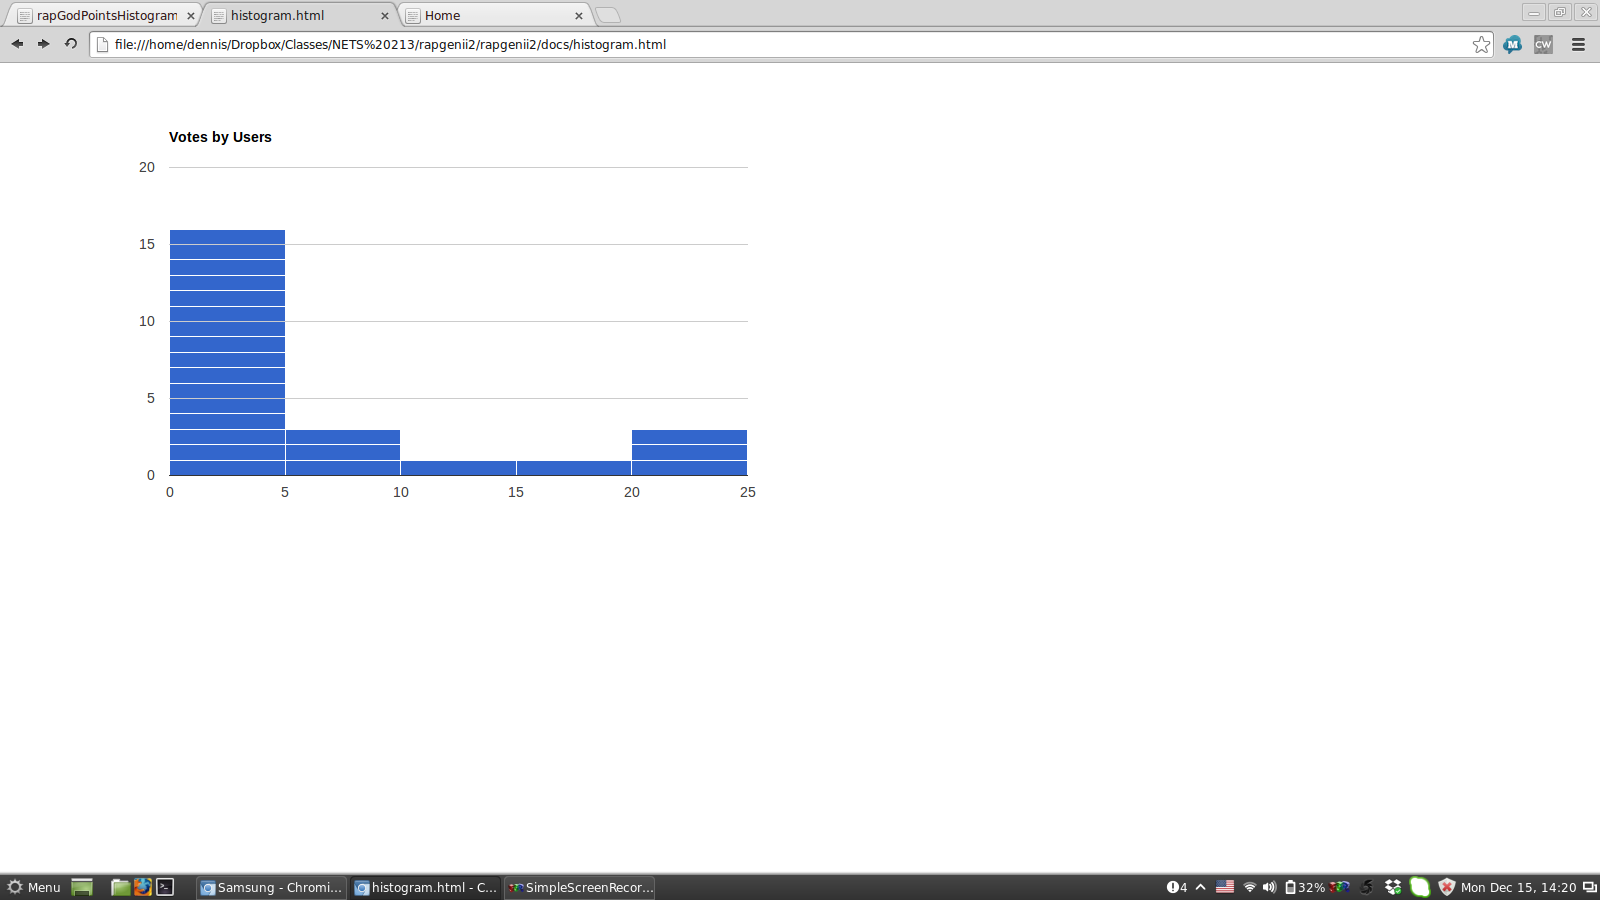 rapGodPointsHistogram
histogram.html
Home
file:///home/dennis/Dropbox/Classes/NETS%20213/rapgenii2/rapgenii2/docs/histogram.html
M
CW
Votes by Users
20
15
10
5
0
0 5 10 15 20 25
Menu
Samsung - Chromi...
histogram.html - C...
SimpleScreenRecor...
4
32%
Mon Dec 15, 14:20